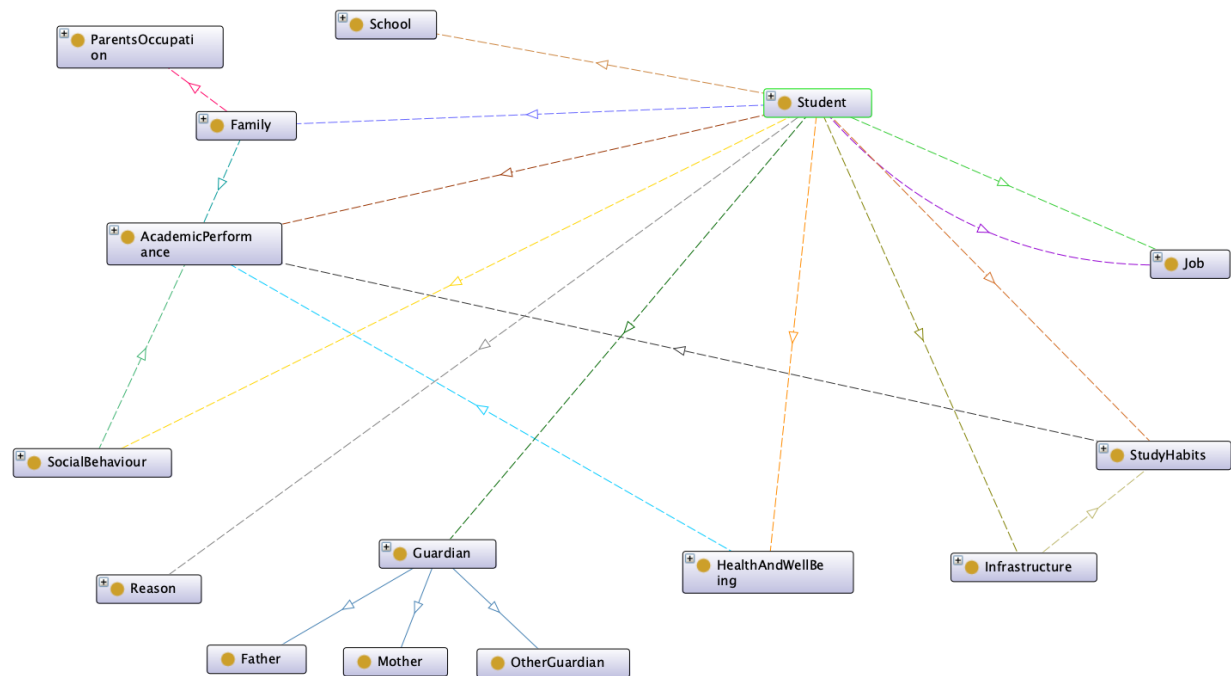 School
ParentsOccupati
on
Student
Family
AcademicPerform
ance
Job
SocialBehaviour
StudyHabits
Guardian
HealthAndWellBe
ing
Infrastructure
Reason
Father
Mother
OtherGuardian